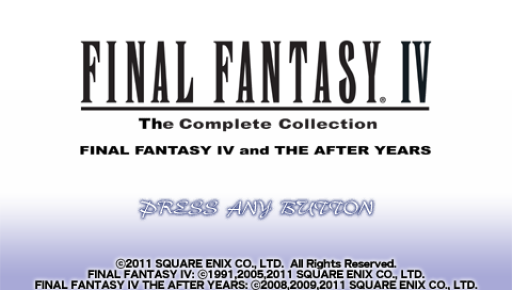 FINAL FANTASY® IV
The Complete Collection
FINAL FANTASY IV and THE AFTER YEARS
PRESS ANY BUTTON
©2011 SQUARE ENIX CO., LTD. All Rights Reserved.
FINAL FANTASY IV: ©1991,2005,2011 SQUARE ENIX CO., LTD.
FINAL FANTASY IV THE AFTER YEARS: ©2008,2009,2011 SQUARE ENIX CO., LTD.